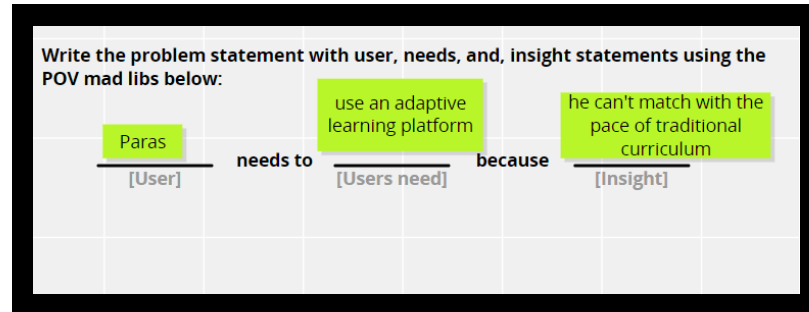 Write the problem statement with user, needs, and, insight statements using the
POV mad libs below:
Paras
needs to
use an adaptive
learning platform
because
he can't match with the
pace of traditional
curriculum
[User]
[Users need]
[Insight]